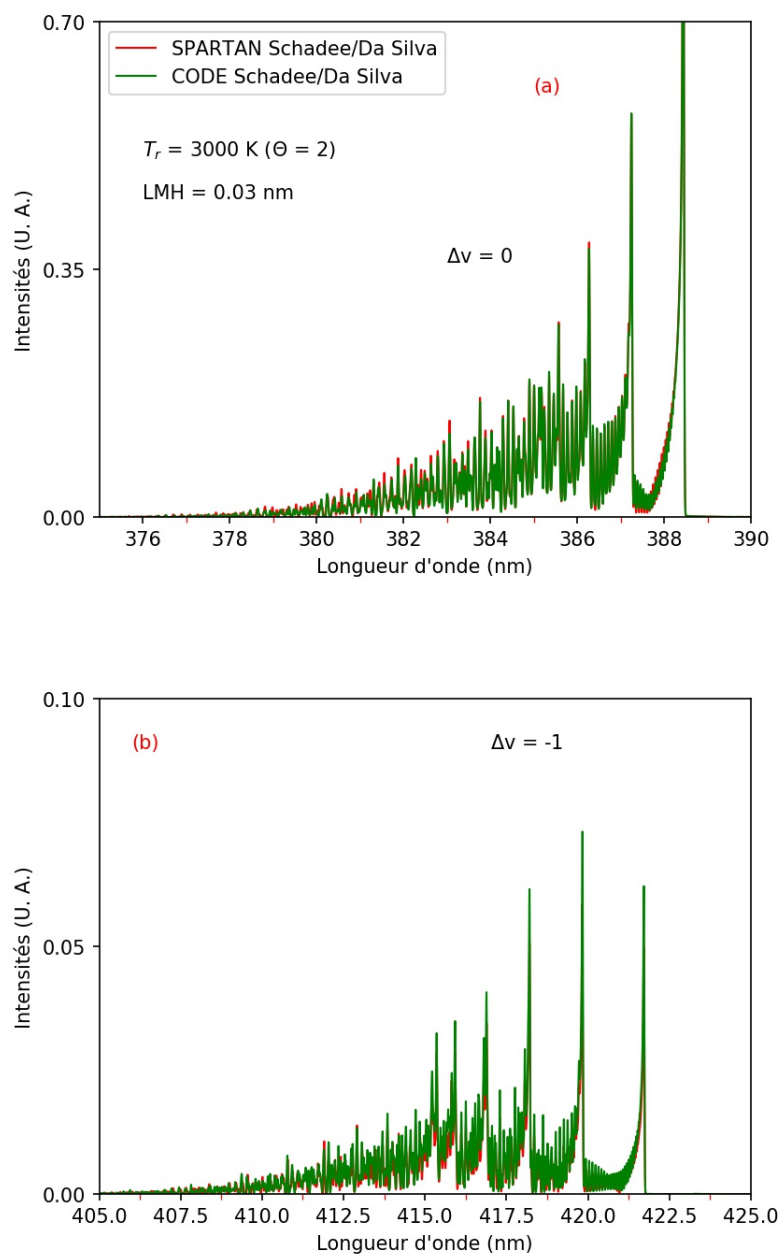 0.70
SPARTAN Schadee/Da Silva
CODE Schadee/Da Silva
(a)
Tr = 3000 K (Θ = 2)
LMH = 0.03 nm
Δv = 0
0.35
0.00
Intensités (U. A.)
376 378 380 382 384 386 388 390
Longueur d'onde (nm)
0.10
(b)
Δv = -1
0.05
0.00
Intensités (U. A.)
405.0 407.5 410.0 412.5 415.0 417.5 420.0 422.5 425.0
Longueur d'onde (nm)